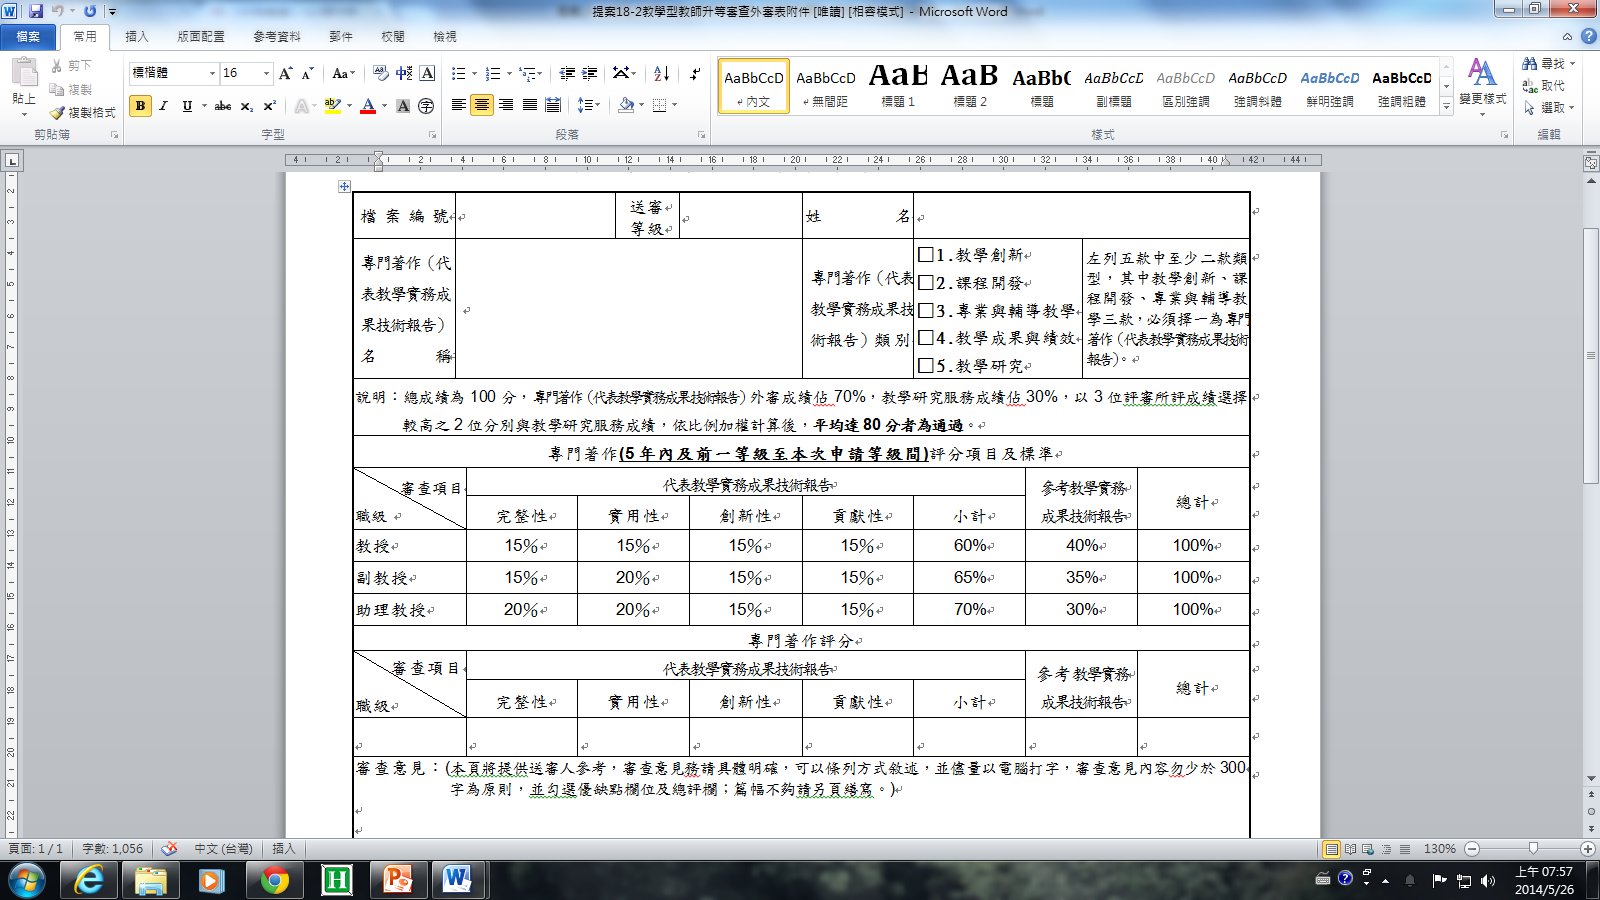 提案18-2教學型教師升等審查外審表附件 [唯讀] [相容模式] - Microsoft Word
檔案 常用 插入 版面配置 參考資料 郵件 校閱 檢視
貼上 剪下 複製 複製格式 剪貼簿
標楷體 16 字型
段落
AaBbCcD 內文
AaBbCcD 無間距
AaB 標題 1
AaB 標題 2
AaBbC 標題
AaBbCcD 副標題
AaBbCcD 區別強調
AaBbCcD 強調斜體
AaBbCcD 鮮明強調
AaBbCcD 強調粗體
變更樣式 樣式
尋找 取代 選取 編輯
檔案編號 送審等級 姓名
專門著作（代表教學實務成果技術報告）名稱
專門著作（代表教學實務成果技術報告）類別
□1.教學創新
□2.課程開發
□3.專業與輔導教學
□4.教學成果與績效
□5.教學研究
左列五款中至少二款類
型，其中教學創新、課
程開發、專業與輔導教
學三款，必須擇一為專門
著作（代表教學實務成果技術
報告）。
說明：總成績為 100 分，專門著作（代表教學實務成果技術報告）外審成績佔 70%，教學研究服務成績佔 30%，以 3 位評審所評成績選擇
較高之 2 位分別與教學研究服務成績，依比例加權計算後，平均達 80 分者為通過。
專門著作(5 年內及前一等級至本次申請等級間)評分項目及標準
審查項目 職級 代表教學實務成果技術報告 參考教學實務成果技術報告 總計
完整性 實用性 創新性 貢獻性 小計
教授 15% 15% 15% 15% 60% 40% 100%
副教授 15% 20% 15% 15% 65% 35% 100%
助理教授 20% 20% 15% 15% 70% 30% 100%
專門著作評分
審查項目 職級 代表教學實務成果技術報告 參考教學實務成果技術報告 總計
完整性 實用性 創新性 貢獻性 小計
審查意見：(本頁將提供送審人參考，審查意見務請具體明確，可以條列方式敘述，並儘量以電腦打字，審查意見內容勿少於 300
字為原則，並勾選優缺點欄位及總評欄；篇幅不夠請另頁繕寫。)
頁面: 1 / 1 字數: 1,056 中文 (台灣) 插入 130%
上午 07:57
2014/5/26